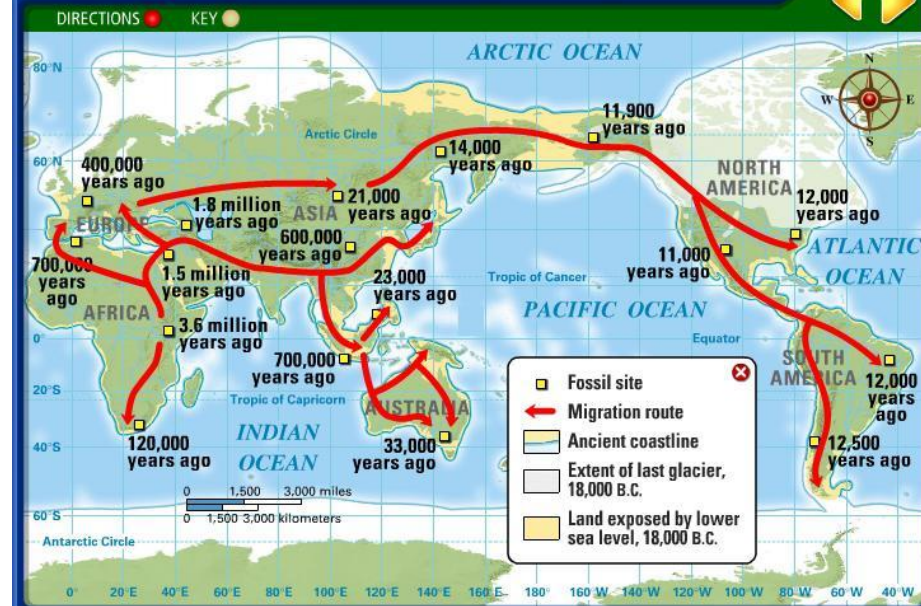 DIRECTIONS
KEY
ARCTIC OCEAN
80°N
N
W
E
S
Arctic Circle
11,900
years ago
14,000
years ago
60°N
NORTH
AMERICA
400,000
years ago
1.8 million
years ago
ASIA
21,000
years ago
12,000
years ago
EUROPE
600,000
years ago
11,000
years ago
ATLANTIC
OCEAN
700,000
years
ago
1.5 million
years ago
23,000
years ago
Tropic of Cancer
AFRICA
PACIFIC OCEAN
3.6 million
years ago
0°
Equator
700,000
years ago
SOUTH
AMERICA
12,000
years
ago
20°S
Tropic of Capricorn
AUSTRALIA
120,000
years ago
INDIAN
OCEAN
33,000
years ago
40°S
12,500
years ago
0 1,500 3,000 miles
0 1,500 3,000 kilometers
60°S
Antarctic Circle
Fossil site
Migration route
Ancient coastline
Extent of last glacier,
18,000 B.C.
Land exposed by lower
sea level, 18,000 B.C.
0° 20°E 40°E 60°E 80°E 100°E 120°E 140°E 160°E 180° 160°W 140°W 120°W 100°W 80°W 60°W 40°W